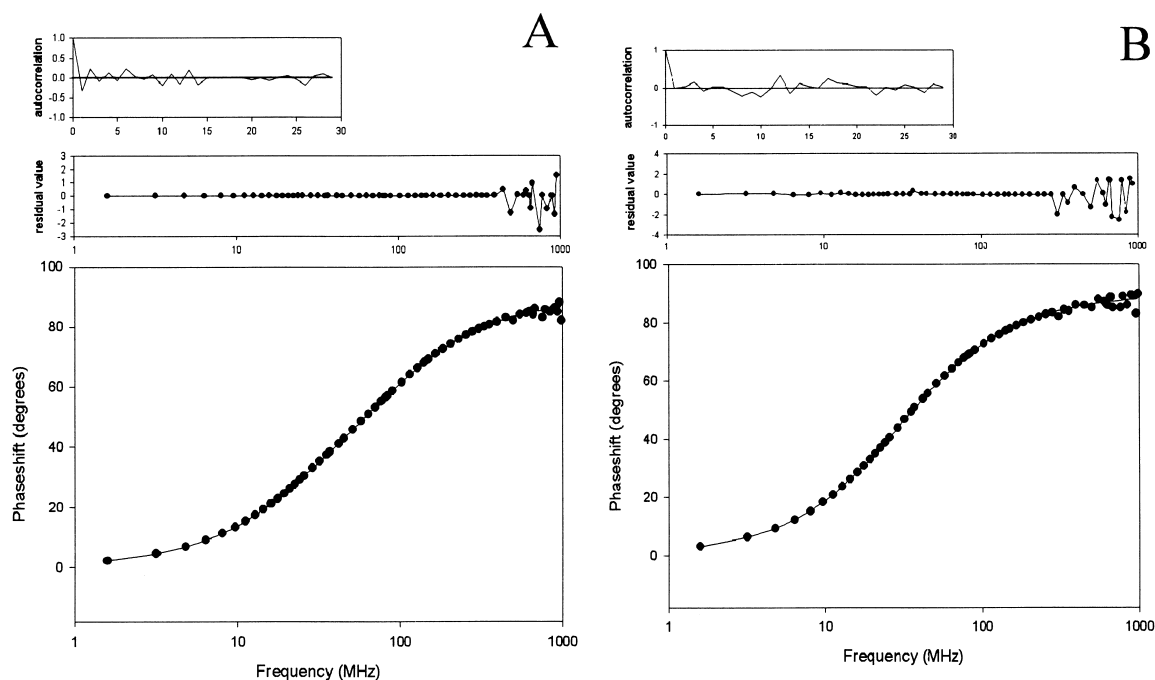 A
autocorrelation
1.0
0.5
0.0
-0.5
-1.0
0 5 10 15 20 25 30
residual value
3
2
1
0
-1
-2
-3
1 10 100 1000
Phaseshift (degrees)
100
80
60
40
20
0
1 10 100 1000
Frequency (MHz)
B
autocorrelation
1
0
-1
0 5 10 15 20 25 30
residual value
4
2
0
-2
-4
1 10 100 1000
Phaseshift (degrees)
100
80
60
40
20
0
1 10 100 1000
Frequency (MHz)